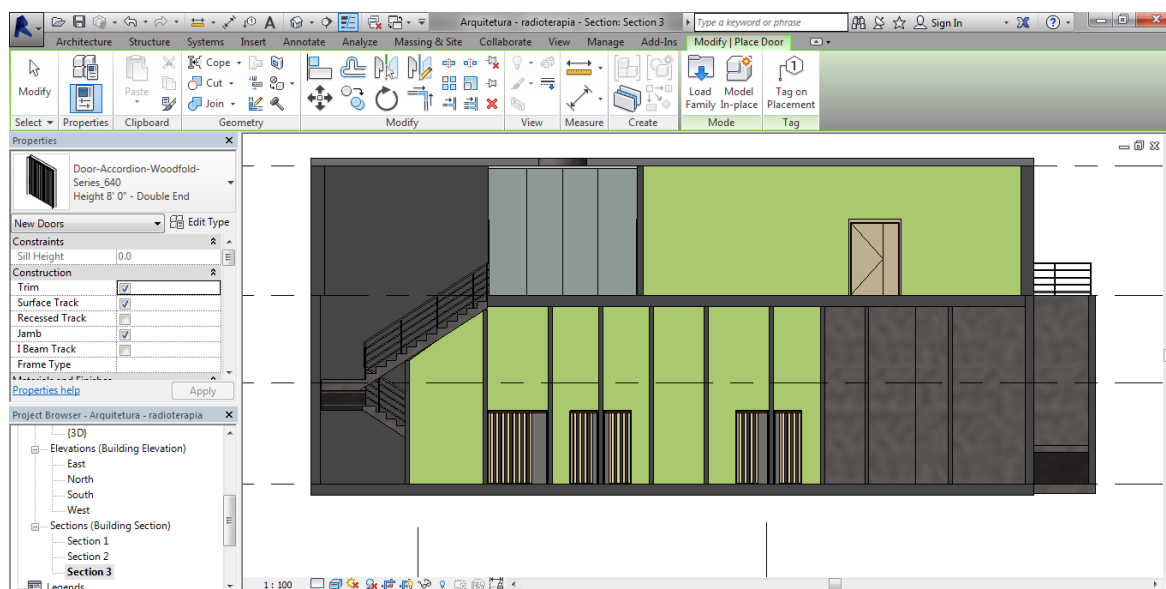 Arquitetura - radioterapia - Section: Section 3
Type a keyword or phrase
Sign In
Architecture Structure Systems Insert Annotate Analyze Massing & Site Collaborate View Manage Add-Ins Modify | Place Door
Modify
Paste
Cope
Cut
Join
Load Family
Model In-place
Tag on Placement
Select Properties Clipboard Geometry Modify View Measure Create Mode Tag
Properties
Door-Accordion-Woodfold-
Series_640
Height 8' 0" - Double End
New Doors Edit Type
Constraints
Sill Height 0.0
Construction
Trim
Surface Track
Recessed Track
Jamb
I Beam Track
Frame Type
Materials and Finishes
Properties help Apply
Project Browser - Arquitetura - radioterapia
{3D}
Elevations (Building Elevation)
East
North
South
West
Sections (Building Section)
Section 1
Section 2
Section 3
Legends
1 : 100